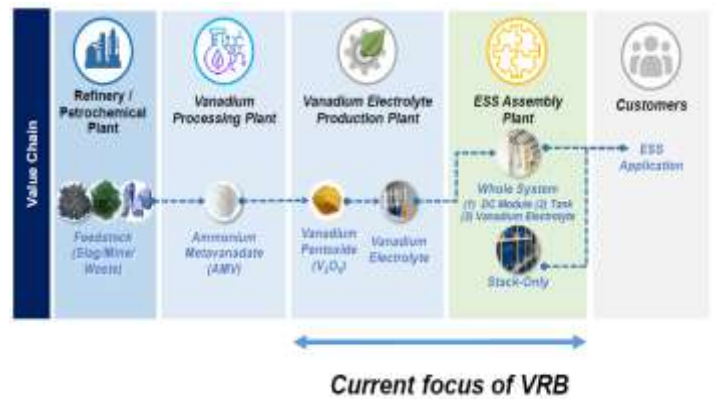 Value Chain
Refinery /
Petrochemical
Plant
Vanadium
Processing Plant
Vanadium Electrolyte
Production Plant
ESS Assembly
Plant
Customers
Feedstock
(Slag/Mine/
Waste)
Ammonium
Metavanadate
(AMV)
Vanadium
Pentoxide
(V₂O₅)
Vanadium
Electrolyte
Whole System
(1) DC Module (2) Tank
(3) Vanadium Electrolyte
Stack-Only
ESS
Application
Current focus of VRB